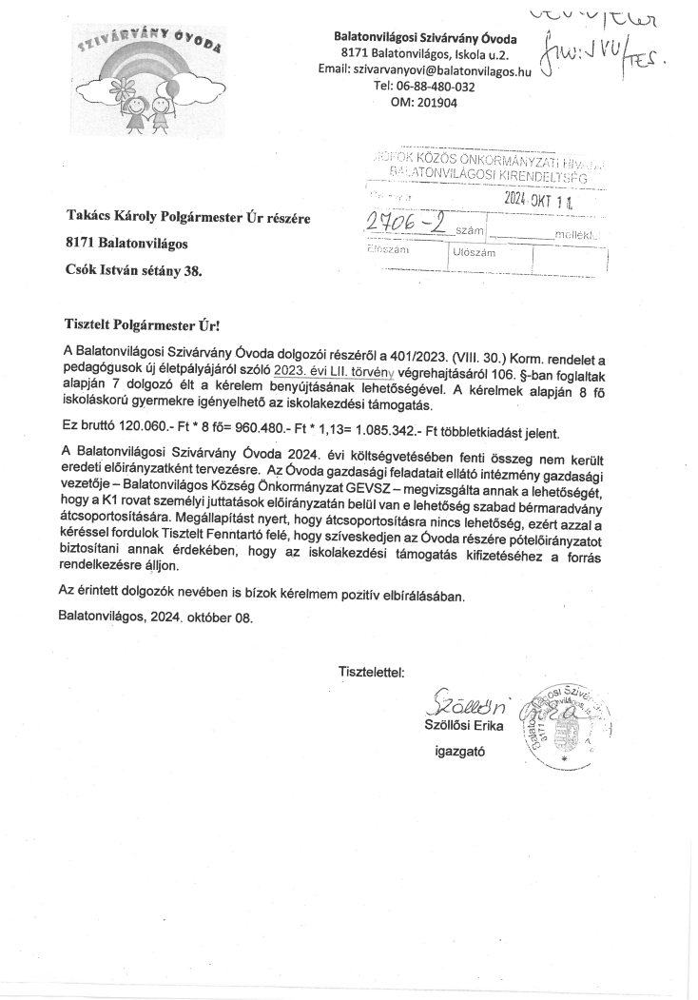 SZIVÁRVÁNY ÓVODA
Balatonvilágosi Szivárvány Óvoda
8171 Balatonvilágos, Iskola u.2.
Email: szivarvanyovi@balatonvilagos.hu
Tel: 06-88-480-032
OM: 201904
KÖZÖS ÖNKORMÁNYZATI
BALATONVILÁGOSI KIRENDELTSÉG
2024 OKT 11
2706-2 szám
Előszám Utószám
Takács Károly Polgármester Úr részére
8171 Balatonvilágos
Csók István sétány 38.
Tisztelt Polgármester Úr!
A Balatonvilágosi Szivárvány Óvoda dolgozói részéről a 401/2023. (VIII. 30.) Korm. rendelet a
pedagógusok új életpályájáról szóló 2023. évi LII. törvény végrehajtásáról 106. §-ban foglaltak
alapján 7 dolgozó élt a kérelem benyújtásának lehetőségével. A kérelmek alapján 8 fő
iskoláskorú gyermekre igényelhető az iskolakezdési támogatás.
Ez bruttó 120.060.- Ft * 8 fő= 960.480.- Ft * 1,13= 1.085.342.- Ft többletkiadást jelent.
A Balatonvilágosi Szivárvány Óvoda 2024. évi költségvetésében fenti összeg nem került
eredeti előirányzatként tervezésre. Az Óvoda gazdasági feladatait ellátó intézmény gazdasági
vezetője – Balatonvilágos Község Önkormányzat GEVSZ – megvizsgálta annak a lehetőségét,
hogy a K1 rovat személyi juttatások előirányzatán belül van e lehetőség szabad bérmaradvány
átcsoportosítására. Megállapítást nyert, hogy átcsoportosításra nincs lehetőség, ezért azzal a
kéréssel fordulok Tisztelt Fenntartó felé, hogy szíveskedjen az Óvoda részére pótelőirányzatot
biztosítani annak érdekében, hogy az iskolakezdési támogatás kifizetéséhez a forrás
rendelkezésre álljon.
Az érintett dolgozók nevében is bízok kérelmem pozitív elbírálásában.
Balatonvilágos, 2024. október 08.
Tisztelettel:
Szöllősi
Szöllősi Erika
igazgató